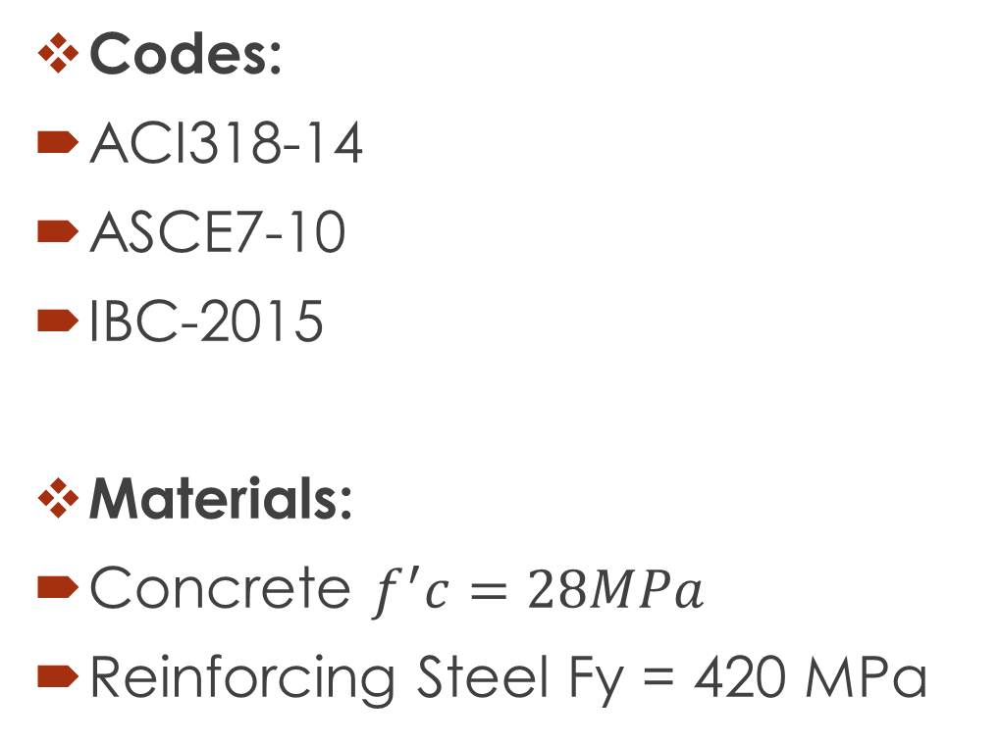 Codes:
ACI318-14
ASCE7-10
IBC-2015
Materials:
Concrete f′c = 28MPa
Reinforcing Steel Fy = 420 MPa